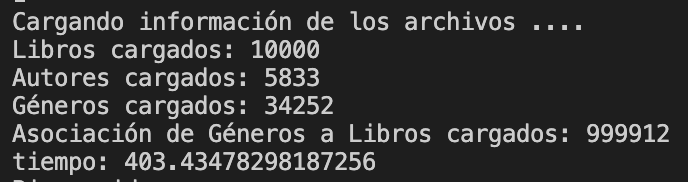 Cargando información de los archivos ....
Libros cargados: 10000
Autores cargados: 5833
Géneros cargados: 34252
Asociación de Géneros a Libros cargados: 999912
tiempo: 403.43478298187256